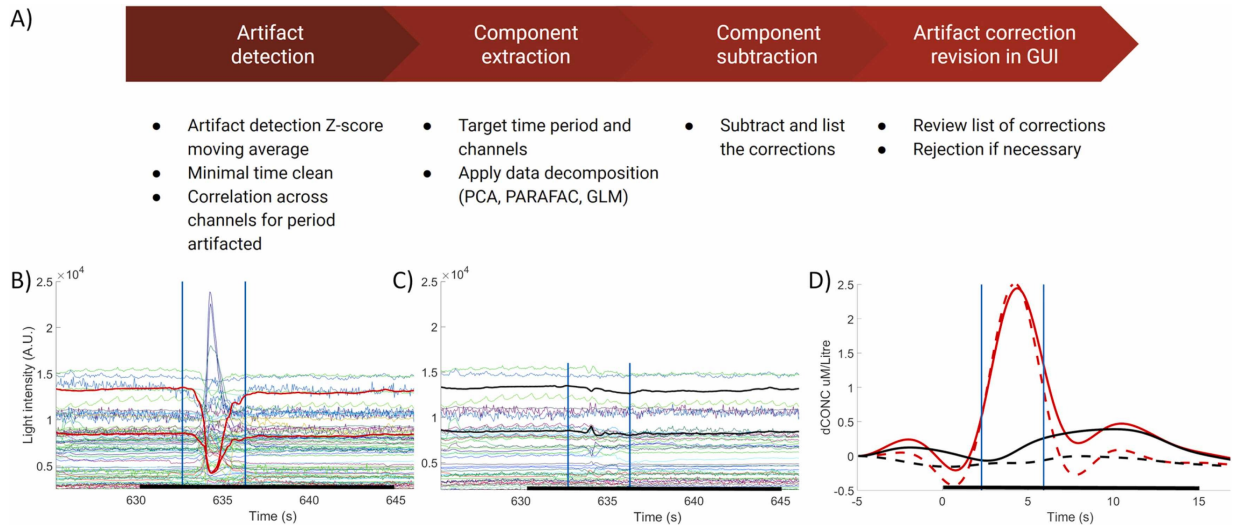 A)
Artifact
detection
Component
extraction
Component
subtraction
Artifact correction
revision in GUI
● Artifact detection Z-score
moving average
● Minimal time clean
● Correlation across
channels for period
artifacted
● Target time period and
channels
● Apply data decomposition
(PCA, PARAFAC, GLM)
● Subtract and list
the corrections
● Review list of corrections
● Rejection if necessary
B)
×10⁴
2.5
2
1.5
1
0.5
Light intensity (A.U.)
630
635
640
645
Time (s)
C)
×10⁴
2.5
2
1.5
1
0.5
630
635
640
645
Time (s)
D)
2.5
2
1.5
1
0.5
0
-0.5
dCONC uM/Litre
-5
0
5
10
15
Time (s)